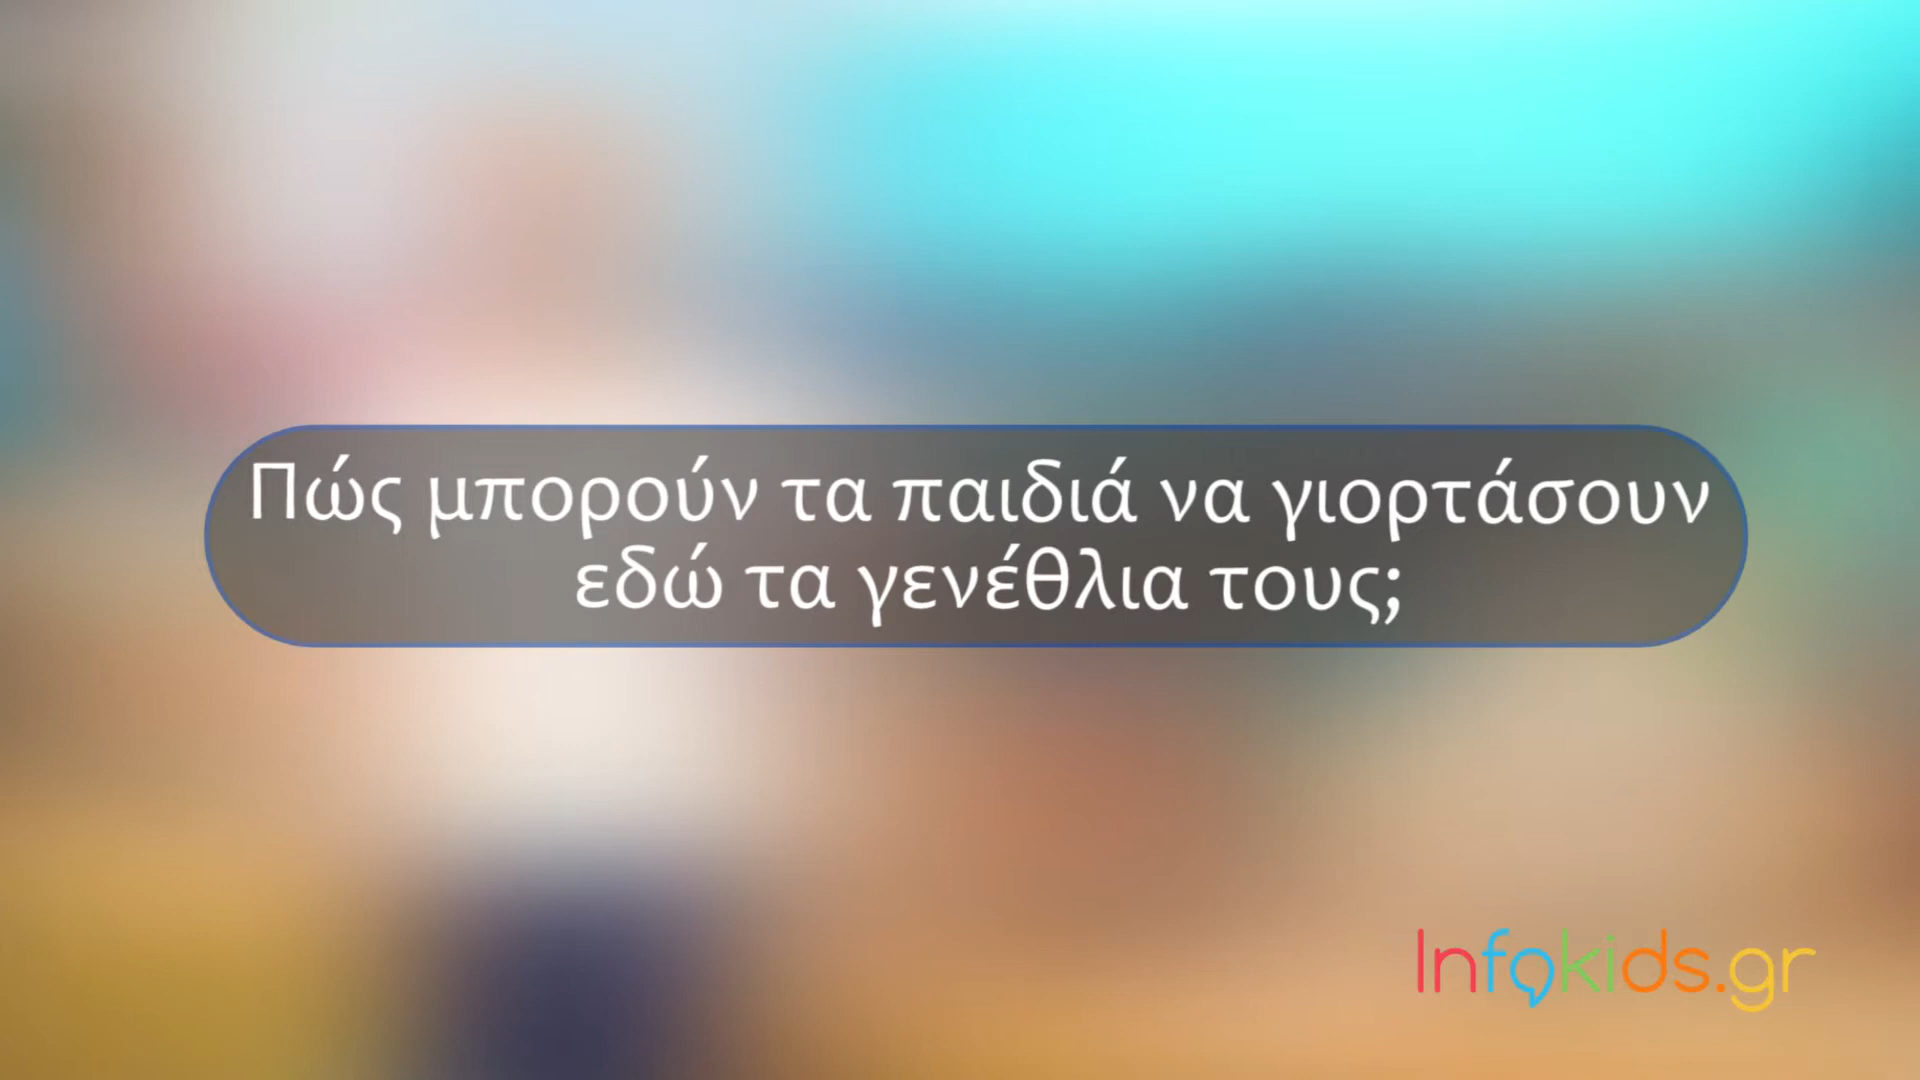 Πώς μπορούν τα παιδιά να γιορτάσουν
εδώ τα γενέθλια τους;
Infokids.gr